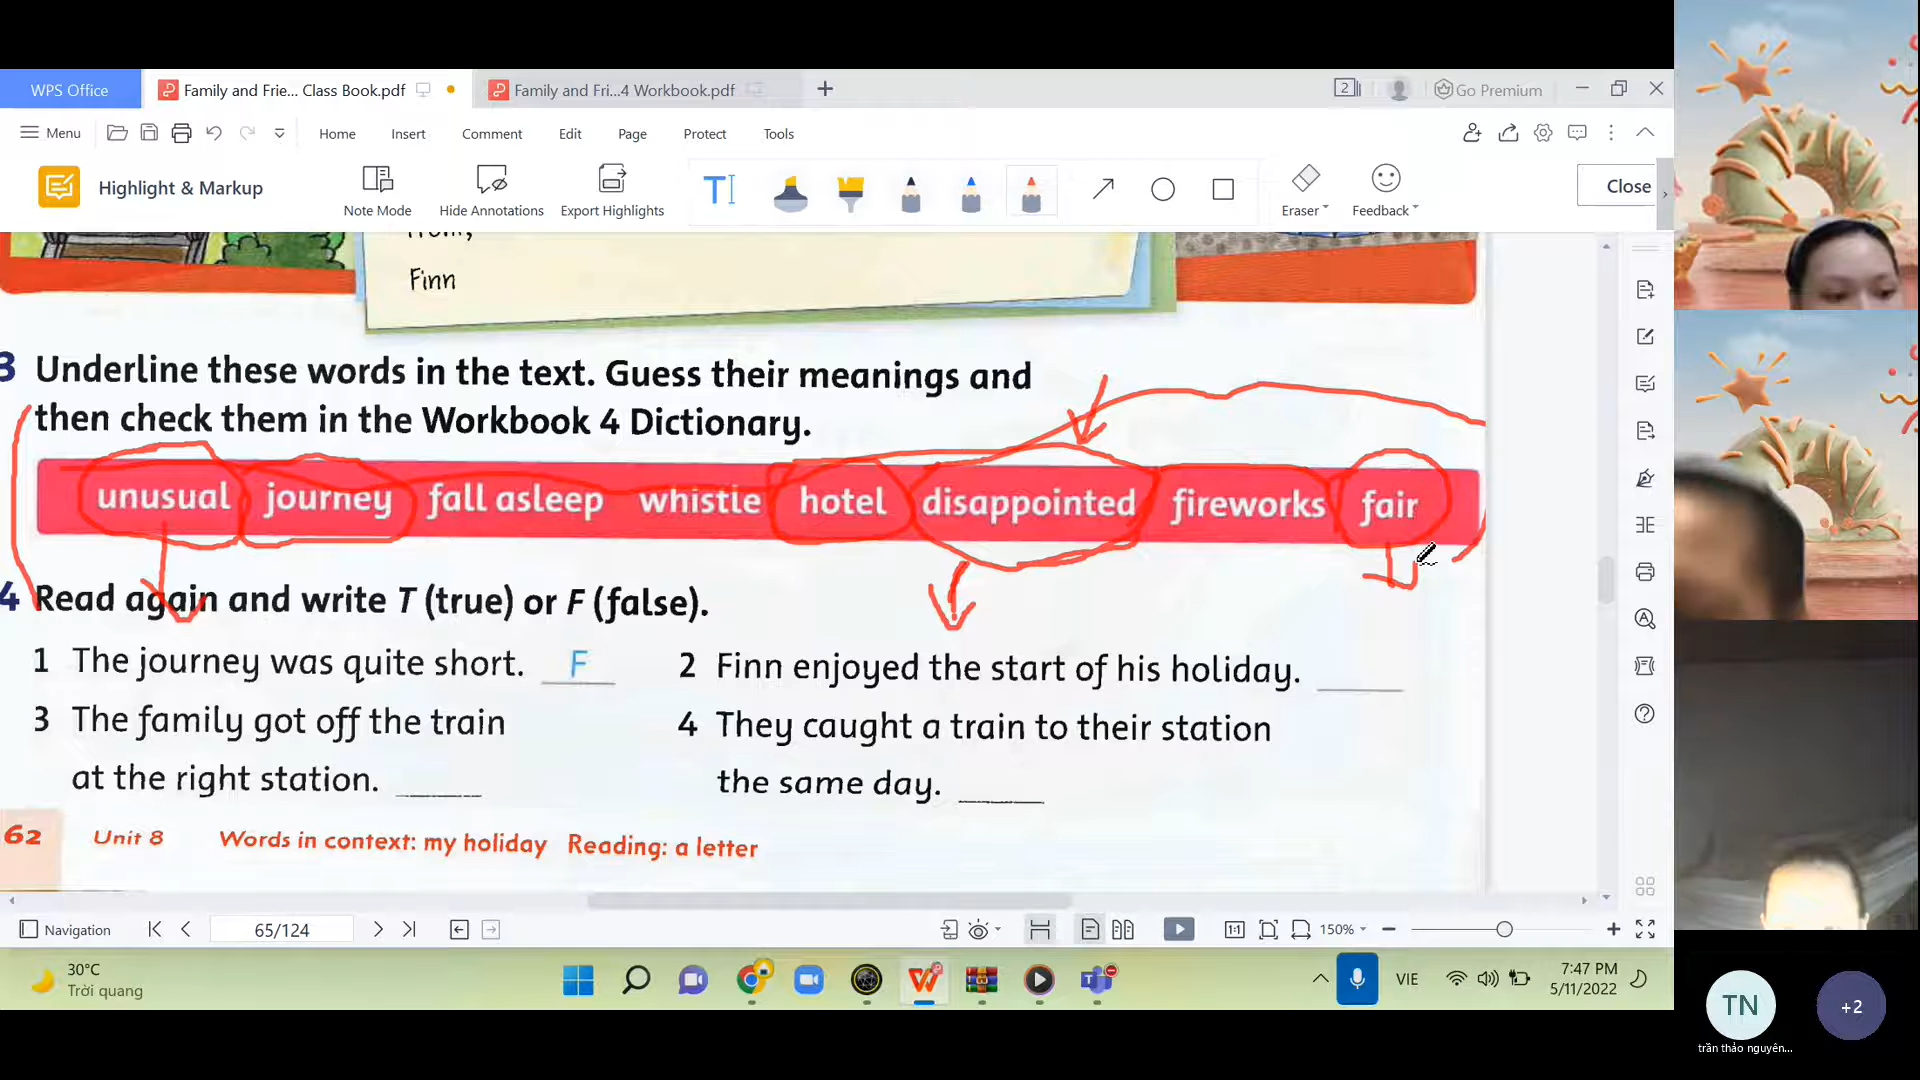 WPS Office
Family and Frie... Class Book.pdf
Family and Fri...4 Workbook.pdf
2
Go Premium
Menu
Home
Insert
Comment
Edit
Page
Protect
Tools
Highlight & Markup
Note Mode
Hide Annotations
Export Highlights
Eraser
Feedback
Close
Finn
3 Underline these words in the text. Guess their meanings and
then check them in the Workbook 4 Dictionary.
unusual journey fall asleep whistle hotel disappointed fireworks fair
4 Read again and write T (true) or F (false).
1 The journey was quite short. F
2 Finn enjoyed the start of his holiday.
3 The family got off the train
at the right station.
4 They caught a train to their station
the same day.
62 Unit 8 Words in context: my holiday Reading: a letter
Navigation
65/124
1:1
150%
30°C
Trời quang
VIE
7:47 PM
5/11/2022
TN
+2
trần thảo nguyên...